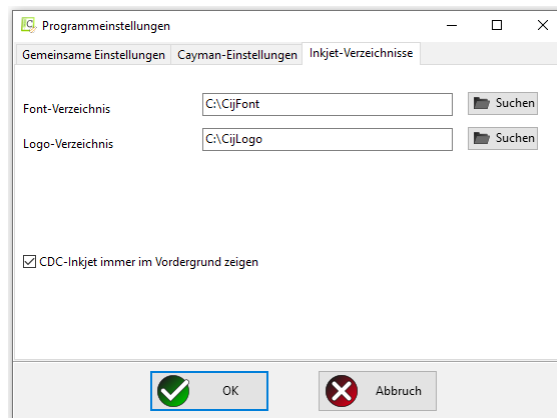 Programmeinstellungen
Gemeinsame Einstellungen Cayman-Einstellungen Inkjet-Verzeichnisse
Font-Verzeichnis C:\CijFont Suchen
Logo-Verzeichnis C:\CijLogo Suchen
CDC-Inkjet immer im Vordergrund zeigen
OK Abbruch